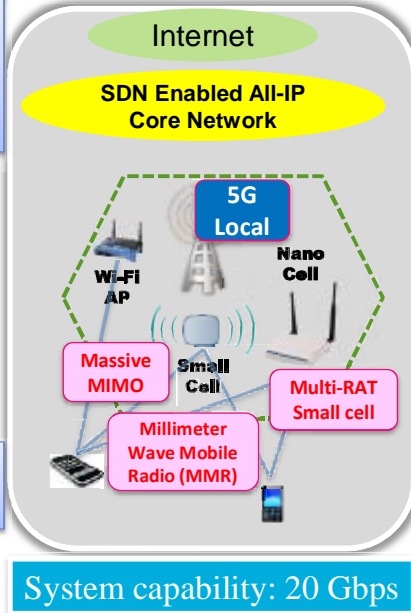 Internet
SDN Enabled All-IP
Core Network
5G
Local
Wi-Fi
AP
Nano
Cell
Small
Cell
Massive
MIMO
Multi-RAT
Small cell
Millimeter
Wave Mobile
Radio (MMR)
System capability: 20 Gbps